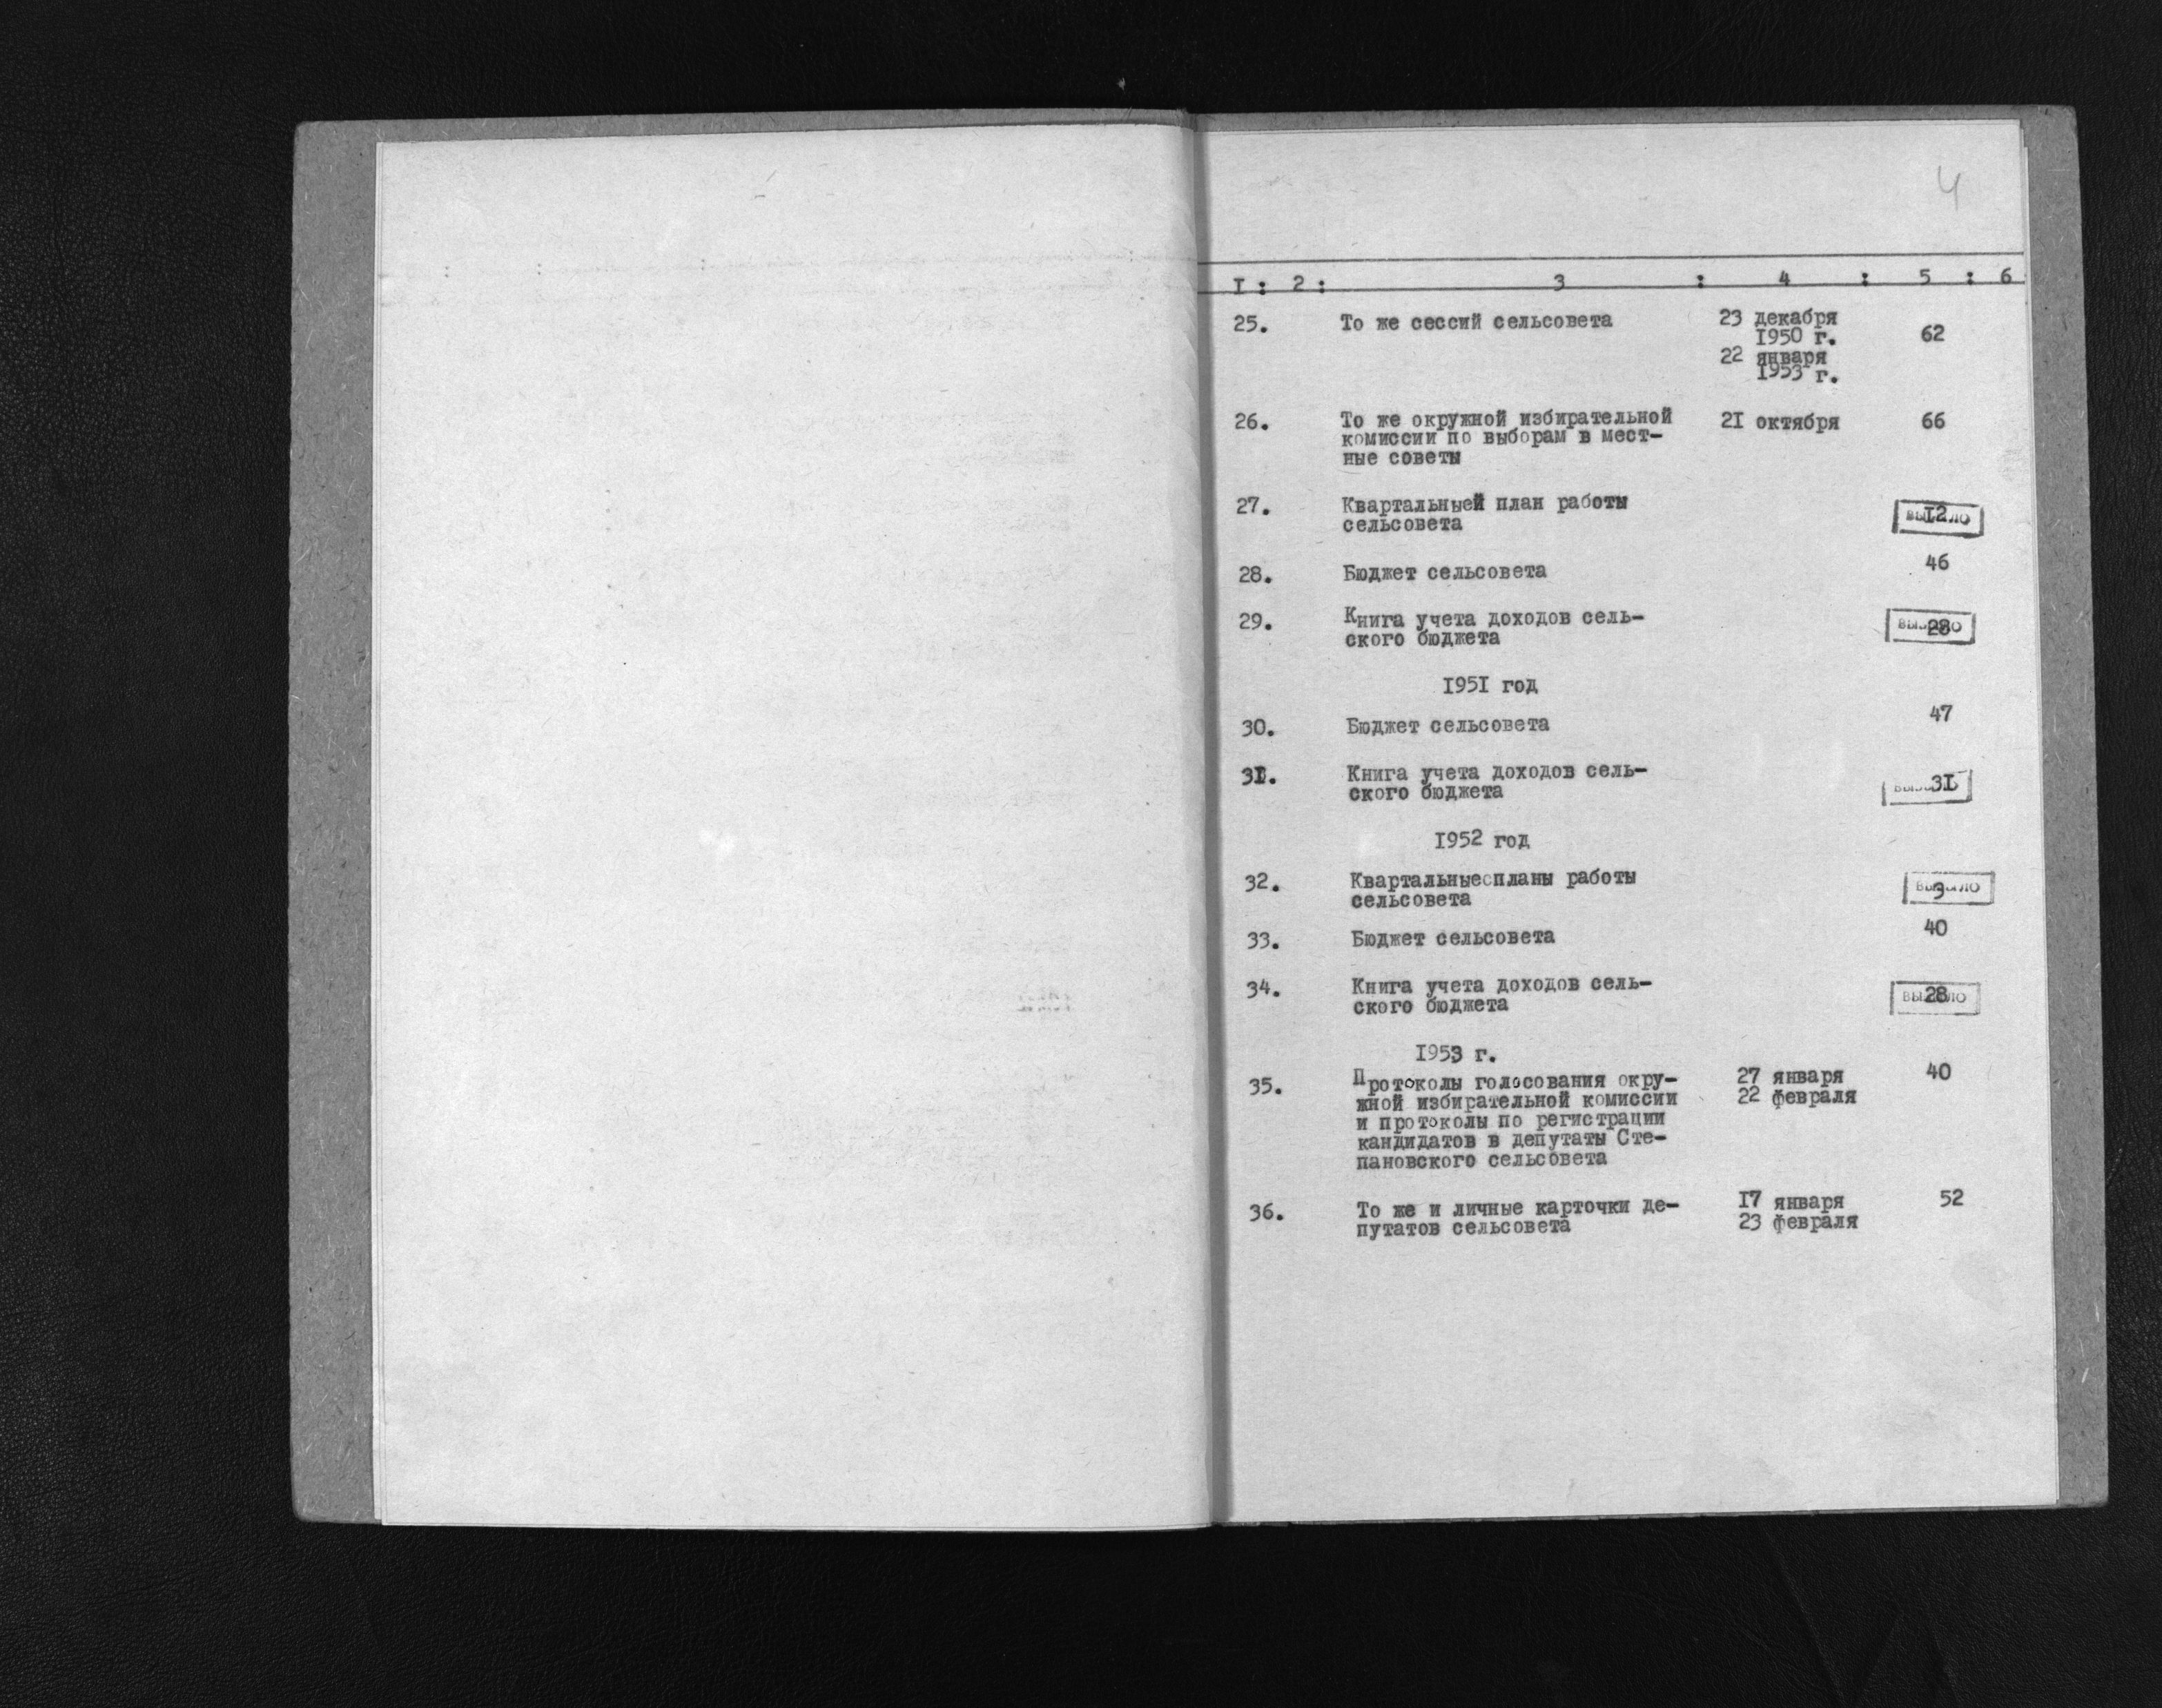 4
I : 2 : 3 : 4 : 5 : 6
25. То же сессий сельсовета 23 декабря
1950 г. 62
22 января
1953 г.
26. То же окружной избирательной 21 октября 66
комиссии по выборам в мест-
ные советы
27. Квартальныей план работы 12
сельсовета
28. Бюджет сельсовета 46
29. Книга учета доходов сель- 28
ского бюджета
1951 год
30. Бюджет сельсовета 47
31. Книга учета доходов сель- 31
ского бюджета
1952 год
32. Квартальныеспланы работы ВЫБЫЛО 3
сельсовета
33. Бюджет сельсовета 40
34. Книга учета доходов сель- ВЫБЫЛО 28
ского бюджета
1953 г.
35. Протоколы голосования окру- 27 января 40
жной избирательной комиссии 22 февраля
и протоколы по регистрации
кандидатов в депутаты Сте-
пановского сельсовета
36. То же и личные карточки де- 17 января 52
путатов сельсовета 23 февраля